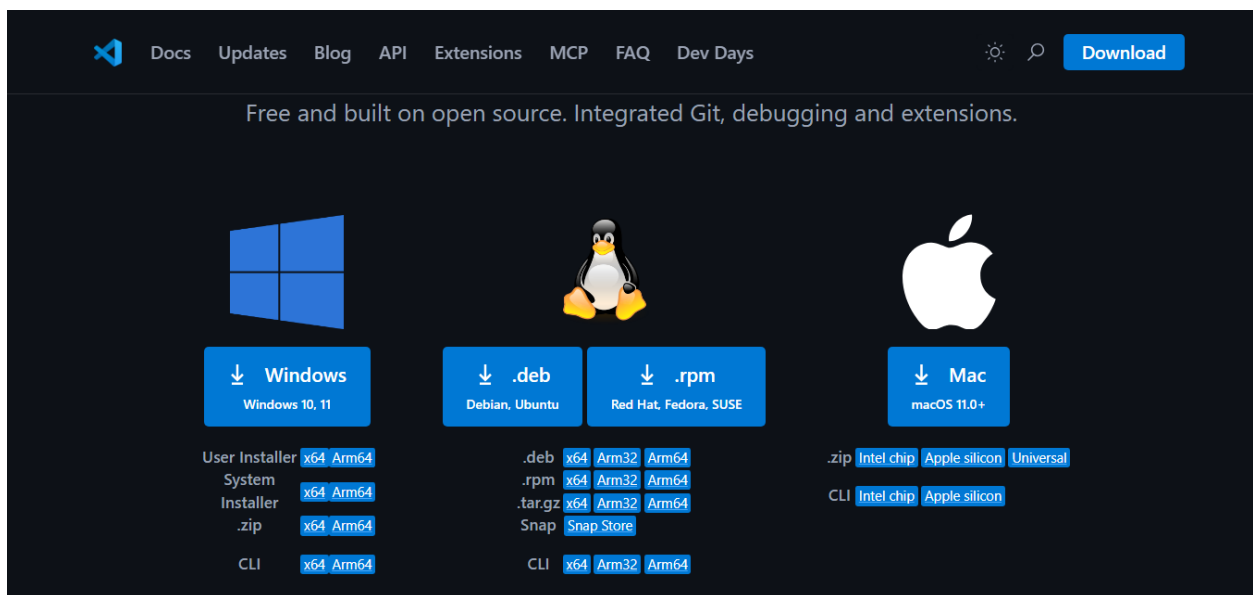 Docs Updates Blog API Extensions MCP FAQ Dev Days Download
Free and built on open source. Integrated Git, debugging and extensions.
Windows
Windows 10, 11
User Installer x64 Arm64
System
Installer x64 Arm64
.zip x64 Arm64
CLI x64 Arm64
.deb
Debian, Ubuntu
.rpm
Red Hat, Fedora, SUSE
.deb x64 Arm32 Arm64
.rpm x64 Arm32 Arm64
.tar.gz x64 Arm32 Arm64
Snap Snap Store
CLI x64 Arm32 Arm64
Mac
macOS 11.0+
.zip Intel chip Apple silicon Universal
CLI Intel chip Apple silicon